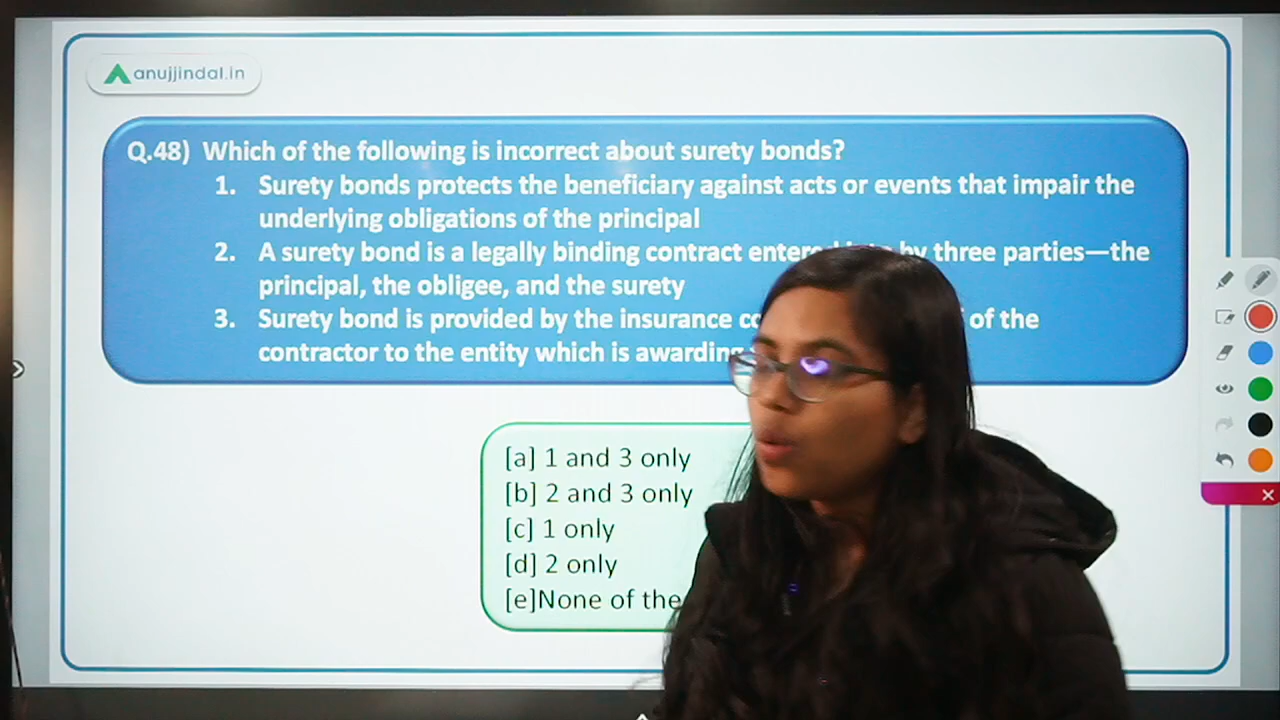 anujjindal.in
Q.48) Which of the following is incorrect about surety bonds?
1. Surety bonds protects the beneficiary against acts or events that impair the
underlying obligations of the principal
2. A surety bond is a legally binding contract entered into by three parties—the
principal, the obligee, and the surety
3. Surety bond is provided by the insurance of the
contractor to the entity which is awarding
[a] 1 and 3 only
[b] 2 and 3 only
[c] 1 only
[d] 2 only
[e]None of the